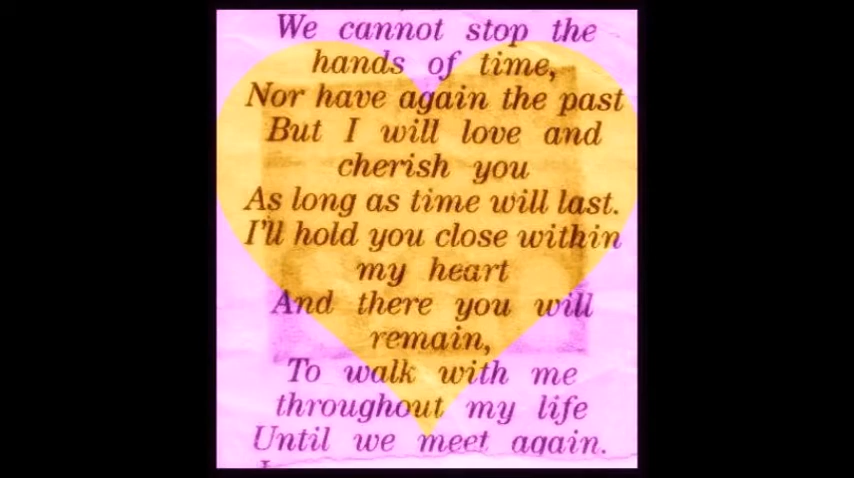 We cannot stop the
hands of time,
Nor have again the past
But I will love and
cherish you
As long as time will last.
I'll hold you close within
my heart
And there you will
remain,
To walk with me
throughout my life
Until we meet again.